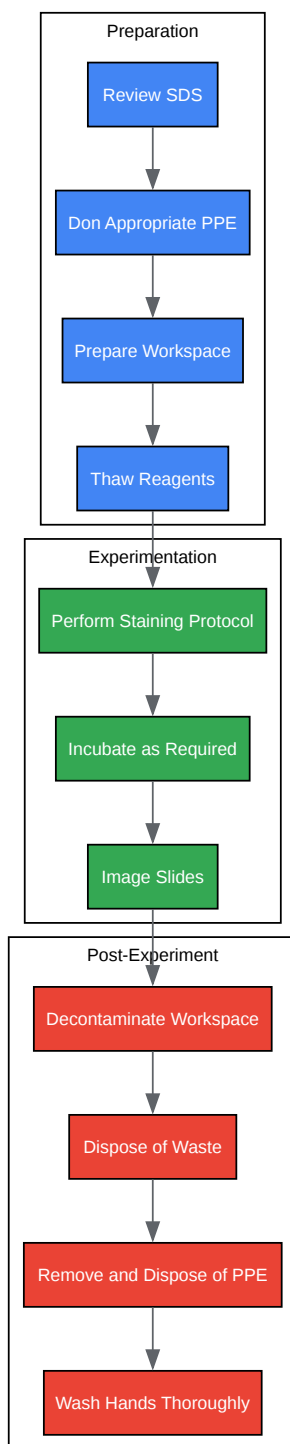 Preparation
Review SDS
Don Appropriate PPE
Prepare Workspace
Thaw Reagents
Experimentation
Perform Staining Protocol
Incubate as Required
Image Slides
Post-Experiment
Decontaminate Workspace
Dispose of Waste
Remove and Dispose of PPE
Wash Hands Thoroughly